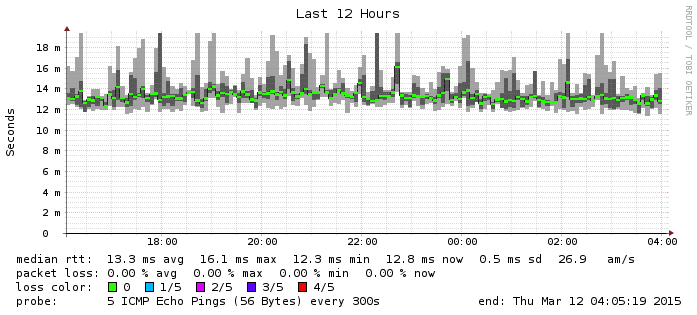 Last 12 Hours
RRDTOOL / TOBI OETIKER
Seconds
18 m
16 m
14 m
12 m
10 m
8 m
6 m
4 m
2 m
0
18:00 20:00 22:00 00:00 02:00 04:00
median rtt: 13.3 ms avg 16.1 ms max 12.3 ms min 12.8 ms now 0.5 ms sd 26.9 am/s
packet loss: 0.00 % avg 0.00 % max 0.00 % min 0.00 % now
loss color: 0 1/5 2/5 3/5 4/5
probe: 5 ICMP Echo Pings (56 Bytes) every 300s end: Thu Mar 12 04:05:19 2015